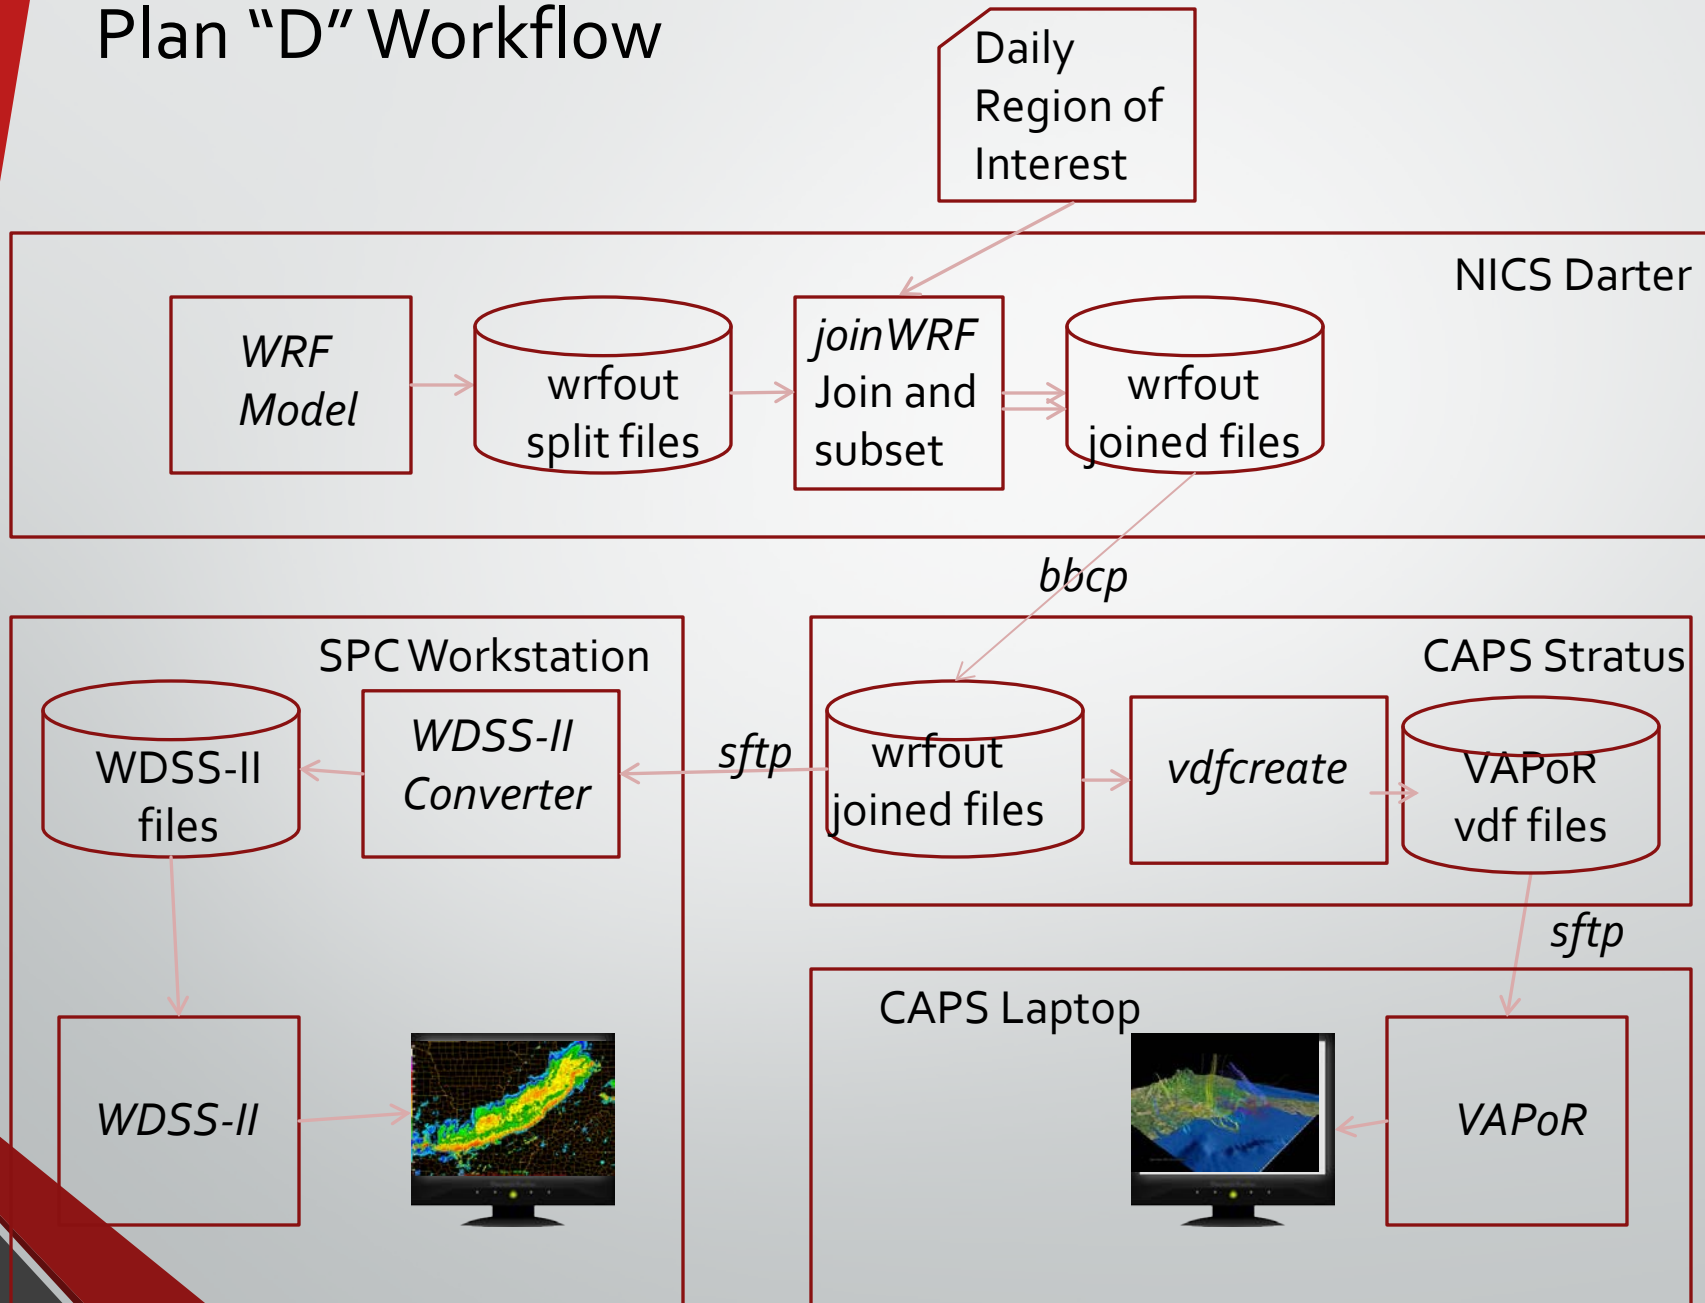 Plan “D” Workflow
Daily
Region of
Interest
NICS Darter
WRF
Model
wrfout
split files
joinWRF
Join and
subset
wrfout
joined files
bbcp
SPC Workstation
WDSS-II
files
WDSS-II
Converter
sftp
CAPS Stratus
wrfout
joined files
vdfcreate
VAPoR
vdf files
sftp
WDSS-II
CAPS Laptop
VAPoR